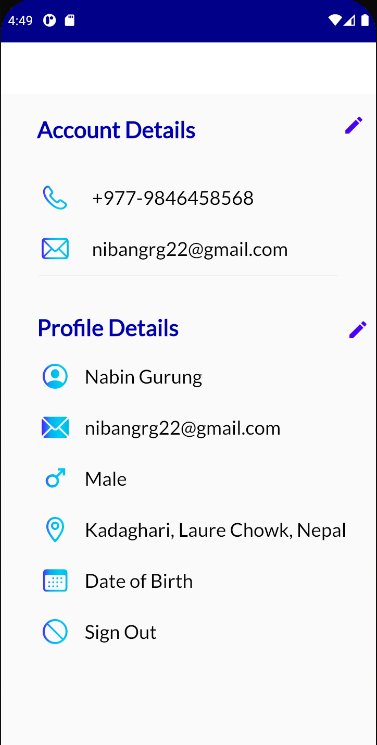 4:49
Account Details
+977-9846458568
nibangrg22@gmail.com
Profile Details
Nabin Gurung
nibangrg22@gmail.com
Male
Kadaghari, Laure Chowk, Nepal
Date of Birth
Sign Out